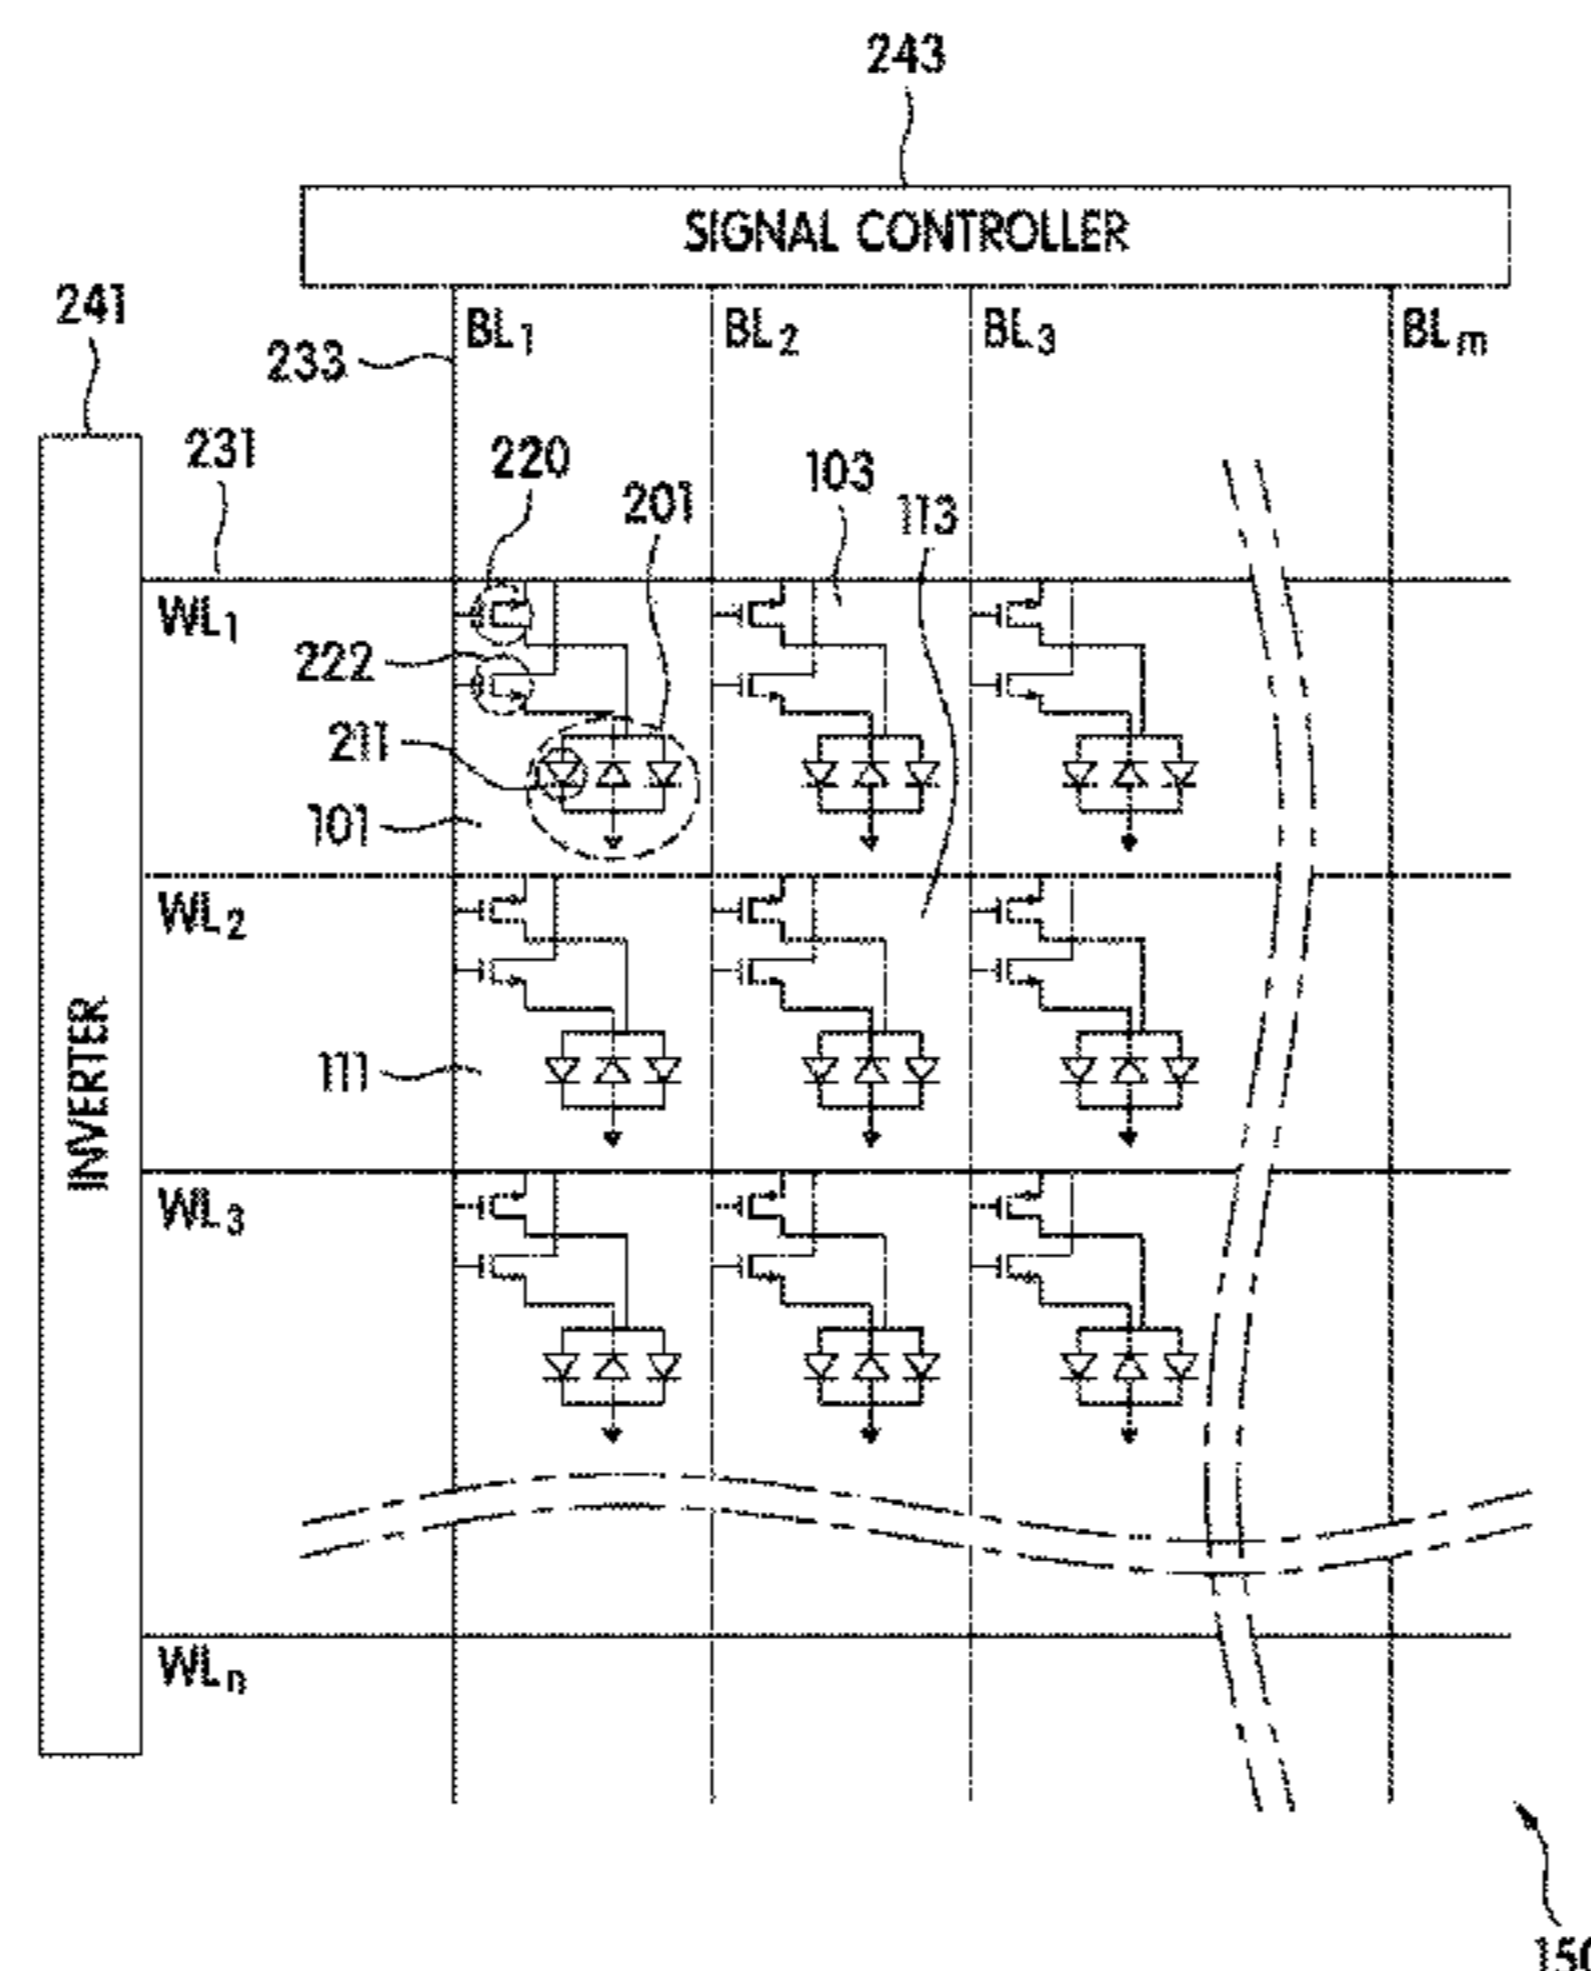 243
SIGNAL CONTROLLER
241
233
BL1
BL2
BL3
BLm
231
220
201
103
113
WL1
222
211
101
WL2
111
INVERTER
WL3
WLn